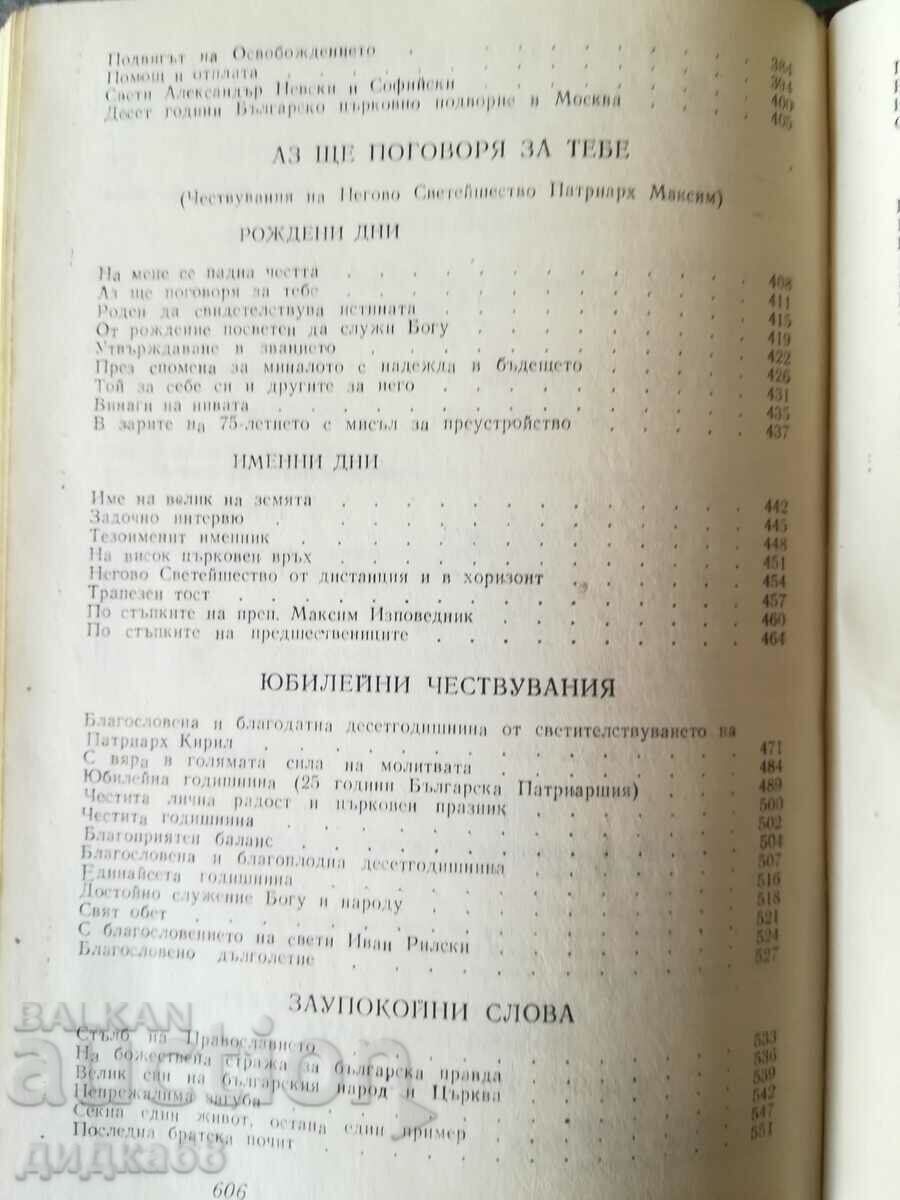 Подвигът на Освобождението . . . . . . . . . 384
Помощ и отплата . . . . . . . . . . . 394
Свети Александър Невски и Софийски . . . . . . . 400
Десет години Българско църковно подворие в Москва . . . 405
АЗ ЩЕ ПОГОВОРЯ ЗА ТЕБЕ
(Чествувания на Негово Светейшество Патриарх Максим)
РОЖДЕНИ ДНИ
На мене се падна честта . . . . . . . . . . 408
Аз ще поговоря за тебе . . . . . . . . . . 411
Роден да свидетелствува истината . . . . . . . . 415
От рождение посветен да служи Богу . . . . . . . 419
Утвърждаване в званието . . . . . . . . . . 422
През спомена за миналото с надежда в бъдещето . . . . 426
Той за себе си и другите за него . . . . . . . . 431
Винаги на нивата . . . . . . . . . . . 435
В зарите на 75-летието с мисъл за преустройство . . . . 437
ИМЕННИ ДНИ
Име на велик на земята . . . . . . . . . . 442
Задочно интервю . . . . . . . . . . . 445
Тезоименит именник . . . . . . . . . . . 448
На висок църковен връх . . . . . . . . . . 451
Негово Светейшество от дистанция и в хоризонт . . . . . 454
Трапезен тост . . . . . . . . . . . . 457
По стъпките на преп. Максим Изповедник . . . . . . 460
По стъпките на предшествениците . . . . . . . . 464
ЮБИЛЕЙНИ ЧЕСТВУВАНИЯ
Благословена и благодатна десетгодишнина от светителствуването на
Патриарх Кирил . . . . . . . . . . . 471
С вяра в голямата сила на молитвата . . . . . . . 484
Юбилейна годишнина (25 години Българска Патриаршия) . . . 489
Честита лична радост и църковен празник . . . . . . 500
Честита годишнина . . . . . . . . . . . 502
Благоприятен баланс . . . . . . . . . . . 504
Благословена и благоплодна десетгодишнина . . . . . . 507
Единайсета годишнина . . . . . . . . . . 516
Достойно служение Богу и народу . . . . . . . . 518
Свят обет . . . . . . . . . . . . . 521
С благословението на свети Иван Рилски . . . . . . 524
Благословено дълголетие . . . . . . . . . . 527
ЗАУПОКОЙНИ СЛОВА
Стълб на Православието . . . . . . . . . . 533
На божествена стража за българска правда . . . . . . 536
Велик син на българския народ и Църква . . . . . . 539
Непрежалима загуба . . . . . . . . . . . 542
Секна един живот, остана един пример . . . . . . . 547
Последна братска почит . . . . . . . . . . 551
606
BALKAN
auction
дидка68